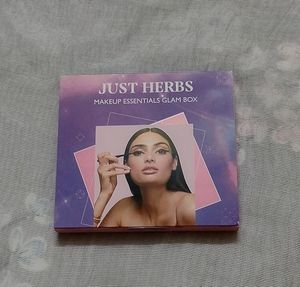 JUST HERBS
MAKEUP ESSENTIALS GLAM BOX